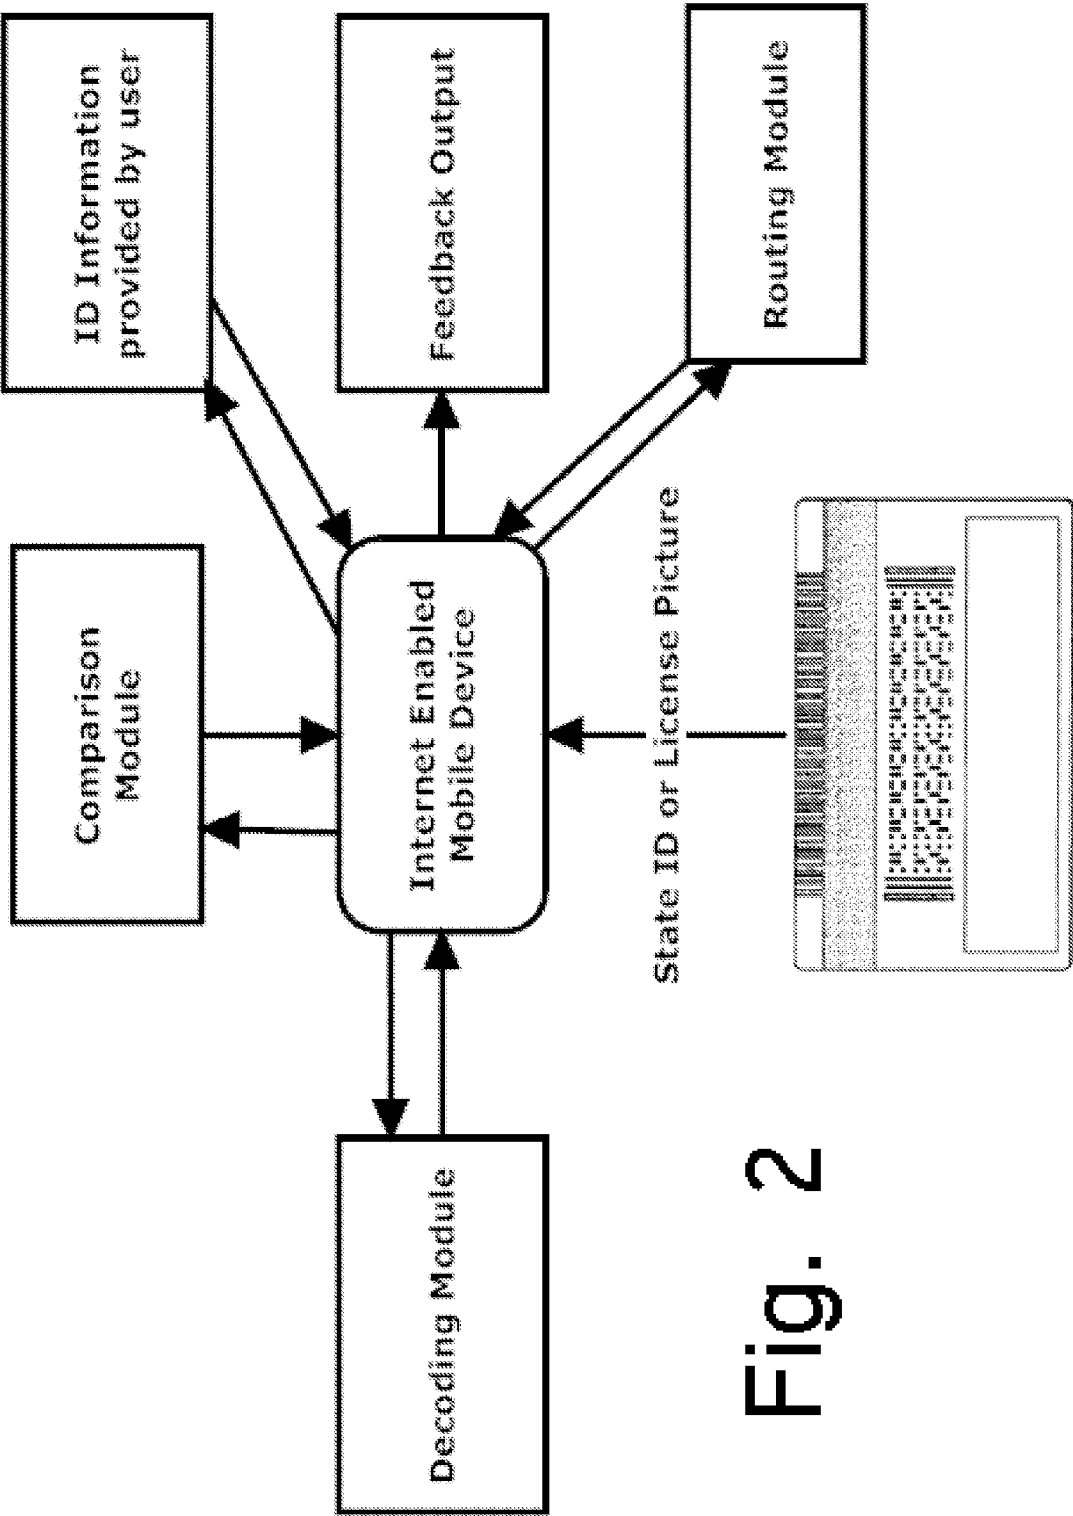 Comparison
Module
ID Information
provided by user
Decoding Module
Internet Enabled
Mobile Device
Feedback Output
State ID or License Picture
Routing Module
Fig. 2